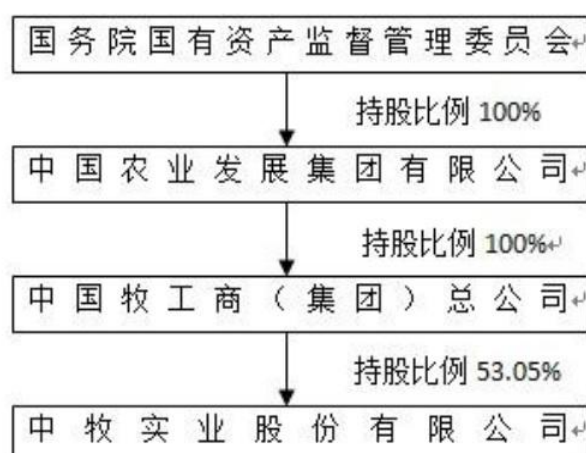 国务院国有资产监督管理委员会
持股比例 100%
中国农业发展集团有限公司
持股比例 100%
中国牧工商（集团）总公司
持股比例 53.05%
中牧实业股份有限公司